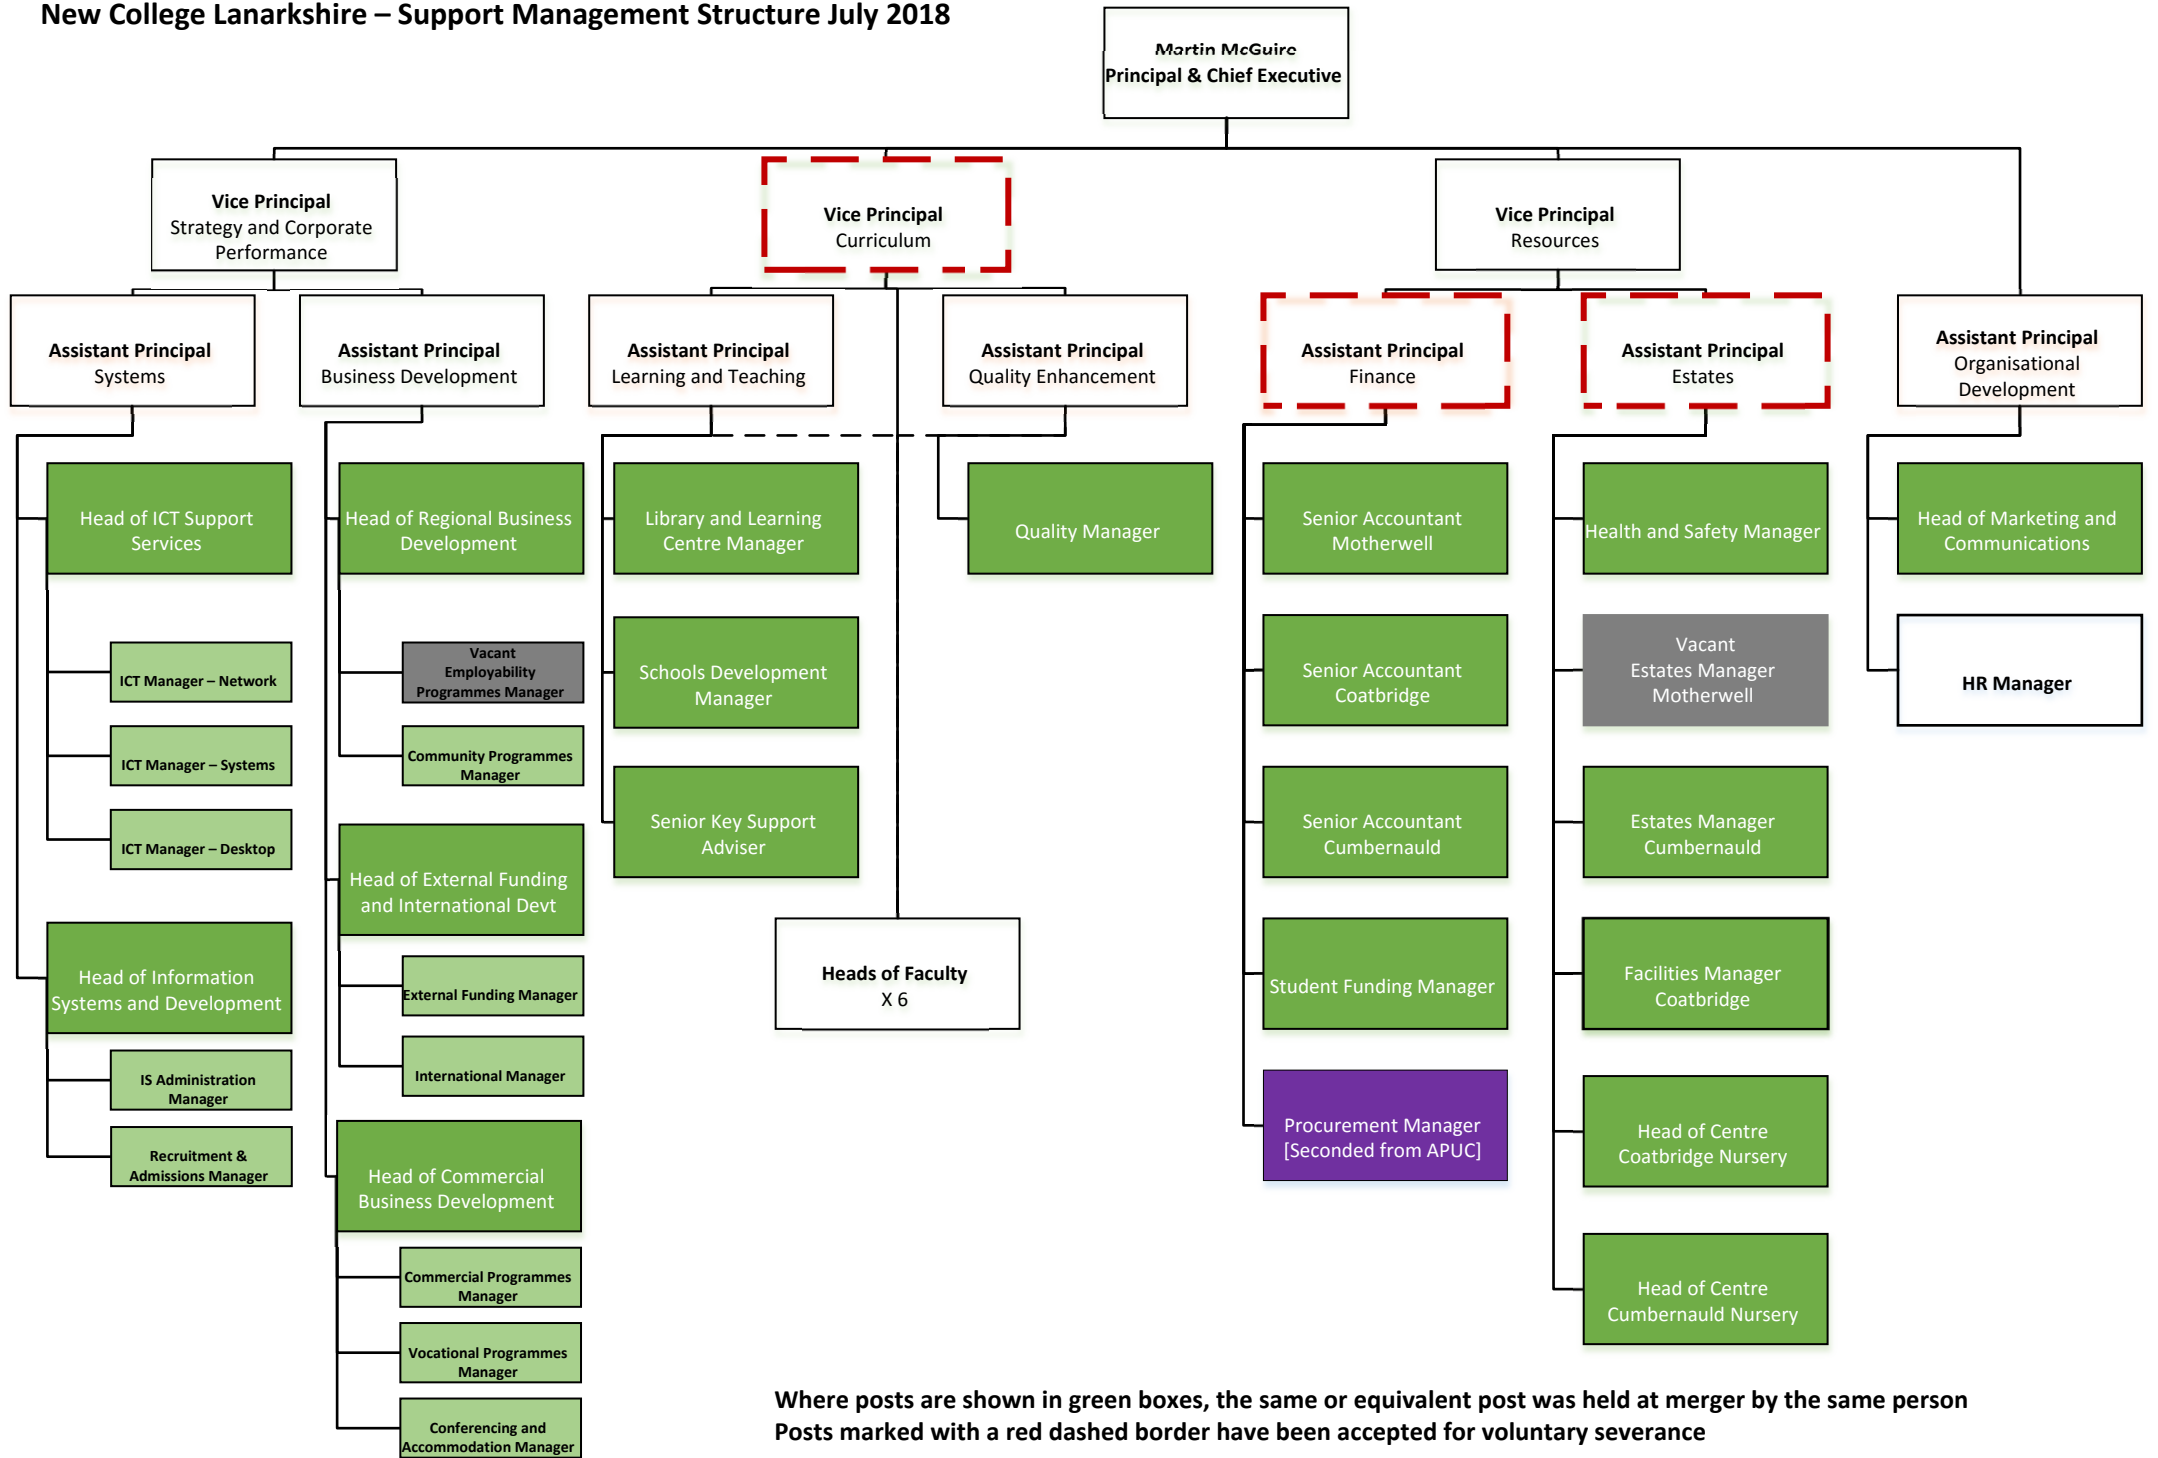 New College Lanarkshire – Support Management Structure July 2018
Martin McGuire
Principal & Chief Executive
Vice Principal
Strategy and Corporate
Performance
Vice Principal
Curriculum
Vice Principal
Resources
Assistant Principal
Systems
Assistant Principal
Business Development
Assistant Principal
Learning and Teaching
Assistant Principal
Quality Enhancement
Assistant Principal
Finance
Assistant Principal
Estates
Assistant Principal
Organisational
Development
Head of ICT Support
Services
ICT Manager – Network
ICT Manager – Systems
ICT Manager – Desktop
Head of Information
Systems and Development
IS Administration
Manager
Recruitment &
Admissions Manager
Head of Regional Business
Development
Vacant
Employability
Programmes Manager
Community Programmes
Manager
Head of External Funding
and International Devt
External Funding Manager
International Manager
Head of Commercial
Business Development
Commercial Programmes
Manager
Vocational Programmes
Manager
Conferencing and
Accommodation Manager
Library and Learning
Centre Manager
Schools Development
Manager
Senior Key Support
Adviser
Heads of Faculty
X 6
Quality Manager
Senior Accountant
Motherwell
Senior Accountant
Coatbridge
Senior Accountant
Cumbernauld
Student Funding Manager
Procurement Manager
[Seconded from APUC]
Health and Safety Manager
Vacant
Estates Manager
Motherwell
Estates Manager
Cumbernauld
Facilities Manager
Coatbridge
Head of Centre
Coatbridge Nursery
Head of Centre
Cumbernauld Nursery
Head of Marketing and
Communications
HR Manager
Where posts are shown in green boxes, the same or equivalent post was held at merger by the same person
Posts marked with a red dashed border have been accepted for voluntary severance